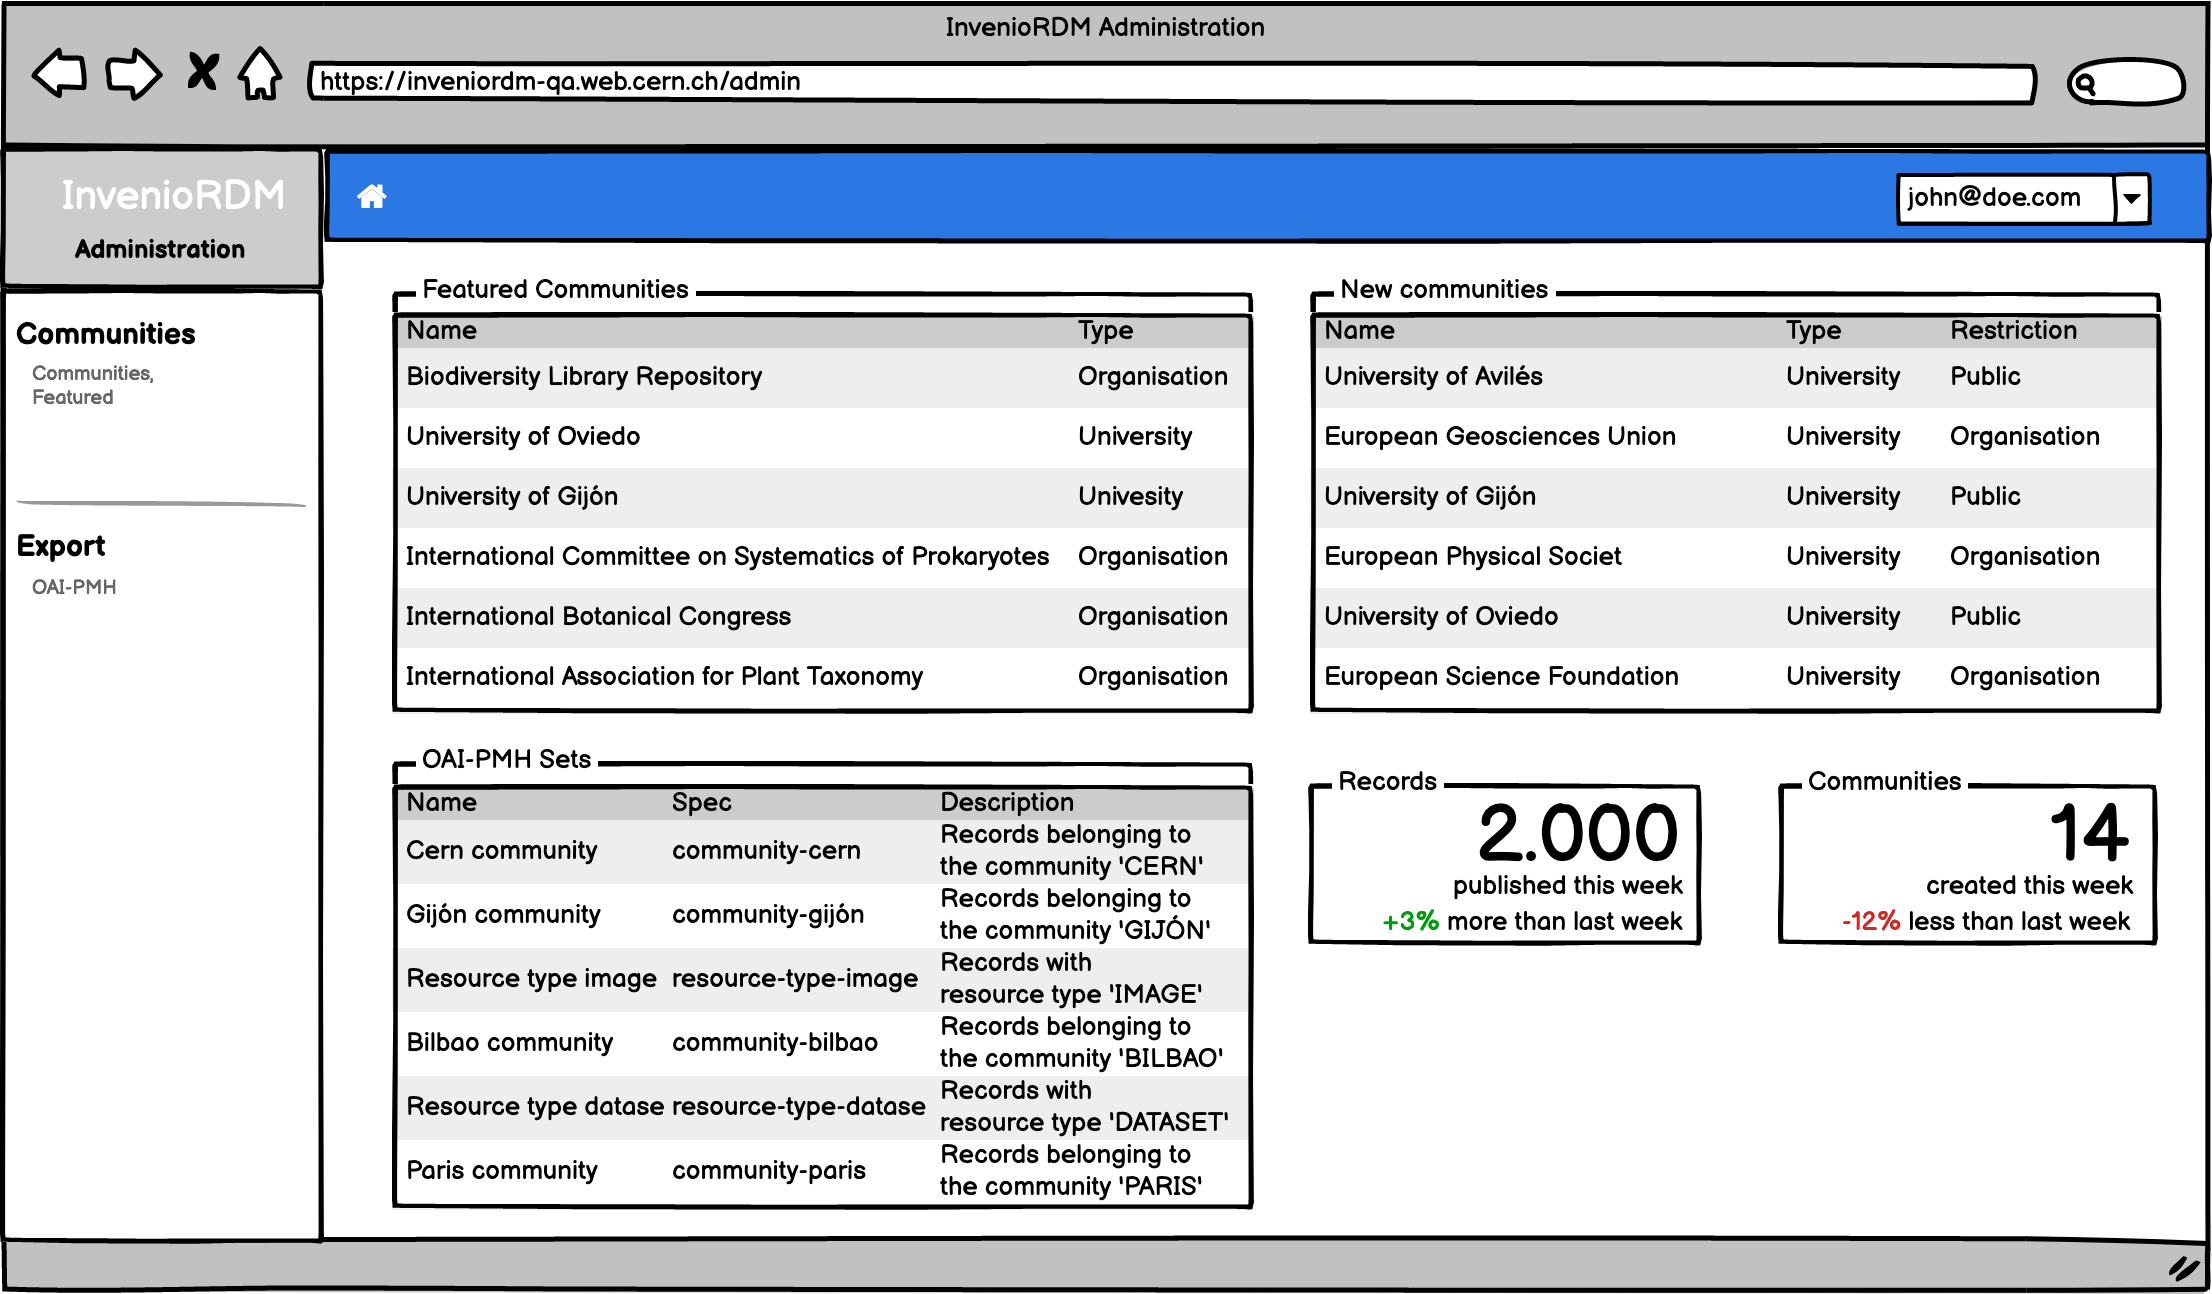 InvenioRDM Administration
https://inveniordm-qa.web.cern.ch/admin
InvenioRDM
Administration
john@doe.com
Communities
Communities,
Featured
Export
OAI-PMH
Featured Communities
Name Type
Biodiversity Library Repository Organisation
University of Oviedo University
University of Gijón Univesity
International Committee on Systematics of Prokaryotes Organisation
International Botanical Congress Organisation
International Association for Plant Taxonomy Organisation
New communities
Name Type Restriction
University of Avilés University Public
European Geosciences Union University Organisation
University of Gijón University Public
European Physical Societ University Organisation
University of Oviedo University Public
European Science Foundation University Organisation
OAI-PMH Sets
Name Spec Description
Cern community community-cern Records belonging to
the community 'CERN'
Gijón community community-gijón Records belonging to
the community 'GIJÓN'
Resource type image resource-type-image Records with
resource type 'IMAGE'
Bilbao community community-bilbao Records belonging to
the community 'BILBAO'
Resource type datase resource-type-datase Records with
resource type 'DATASET'
Paris community community-paris Records belonging to
the community 'PARIS'
Records
2.000
published this week
+3% more than last week
Communities
14
created this week
-12% less than last week